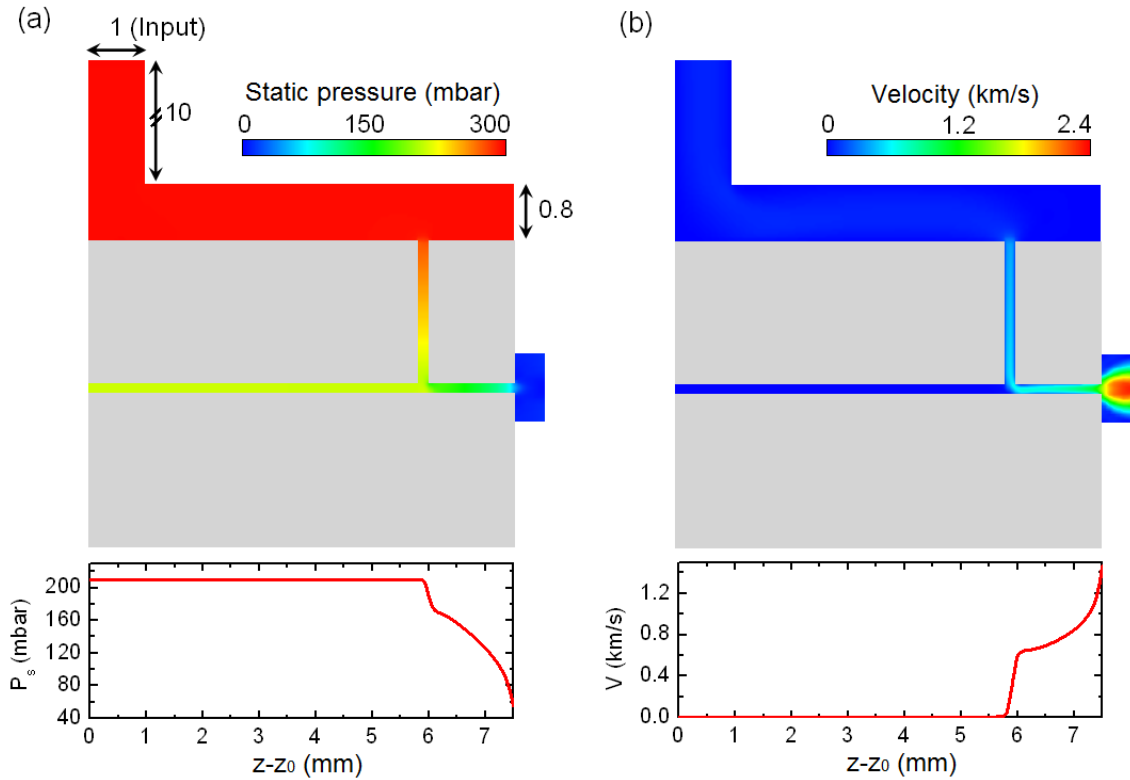 (a)
1 (Input)
10
Static pressure (mbar)
0 150 300
0.8
(b)
Velocity (km/s)
0 1.2 2.4
P_s (mbar)
200
160
120
80
40
0 1 2 3 4 5 6 7
z-z₀ (mm)
V (km/s)
1.2
0.8
0.4
0.0
0 1 2 3 4 5 6 7
z-z₀ (mm)